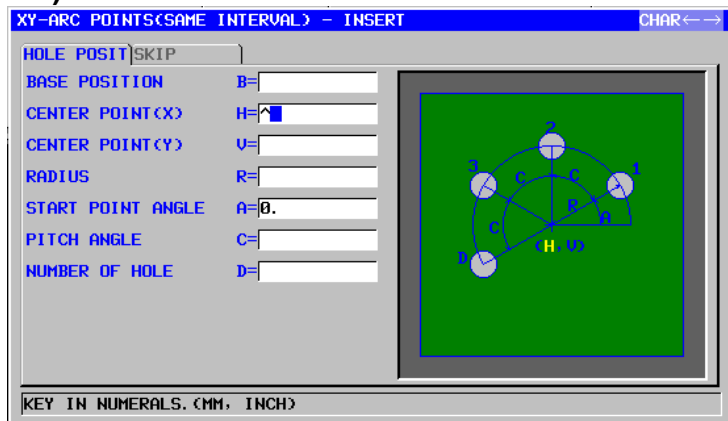 XY-ARC POINTS(SAME INTERVAL) - INSERT CHAR←→
HOLE POSIT SKIP
BASE POSITION B=
CENTER POINT(X) H=^
CENTER POINT(Y) V=
RADIUS R=
START POINT ANGLE A=0.
PITCH ANGLE C=
NUMBER OF HOLE D=
2
3 C C 1
R
C A
D (H,V)
KEY IN NUMERALS.(MM, INCH)